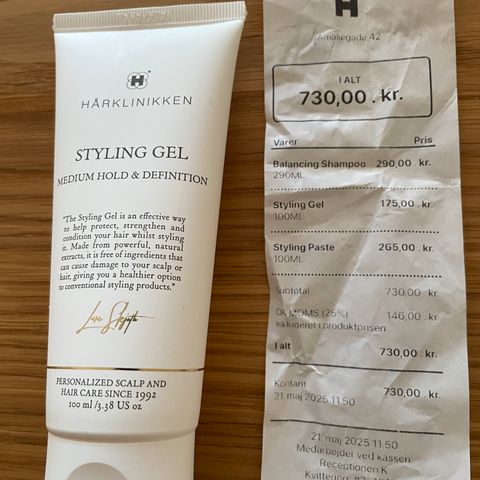 HÅRKLINIKKEN
STYLING GEL
MEDIUM HOLD & DEFINITION
"The Styling Gel is an effective way
to help protect, strengthen and
condition your hair whilst styling
it. Made from powerful, natural
extracts, it is free of ingredients that
can cause damage to your scalp or
hair, giving you a healthier option
to conventional styling products."
PERSONALIZED SCALP AND
HAIR CARE SINCE 1992
100 ml /3.38 US oz
H
Amaliegade 42
I ALT
730,00 . kr.
Varer Pris
Balancing Shampoo 290,00 . kr.
290ML
Styling Gel 175,00 . kr.
100ML
Styling Paste 265,00 . kr.
100ML
Subtotal 730,00 . kr
DK MOMS (25%) 146,00 . kr
Inkluderet i produktprisen
I alt 730,00 . kr.
Kontant 730,00 . kr
21 maj 2025 11.50
21 maj 2025 11.50
Medarbejder ved kassen
Receptionen K